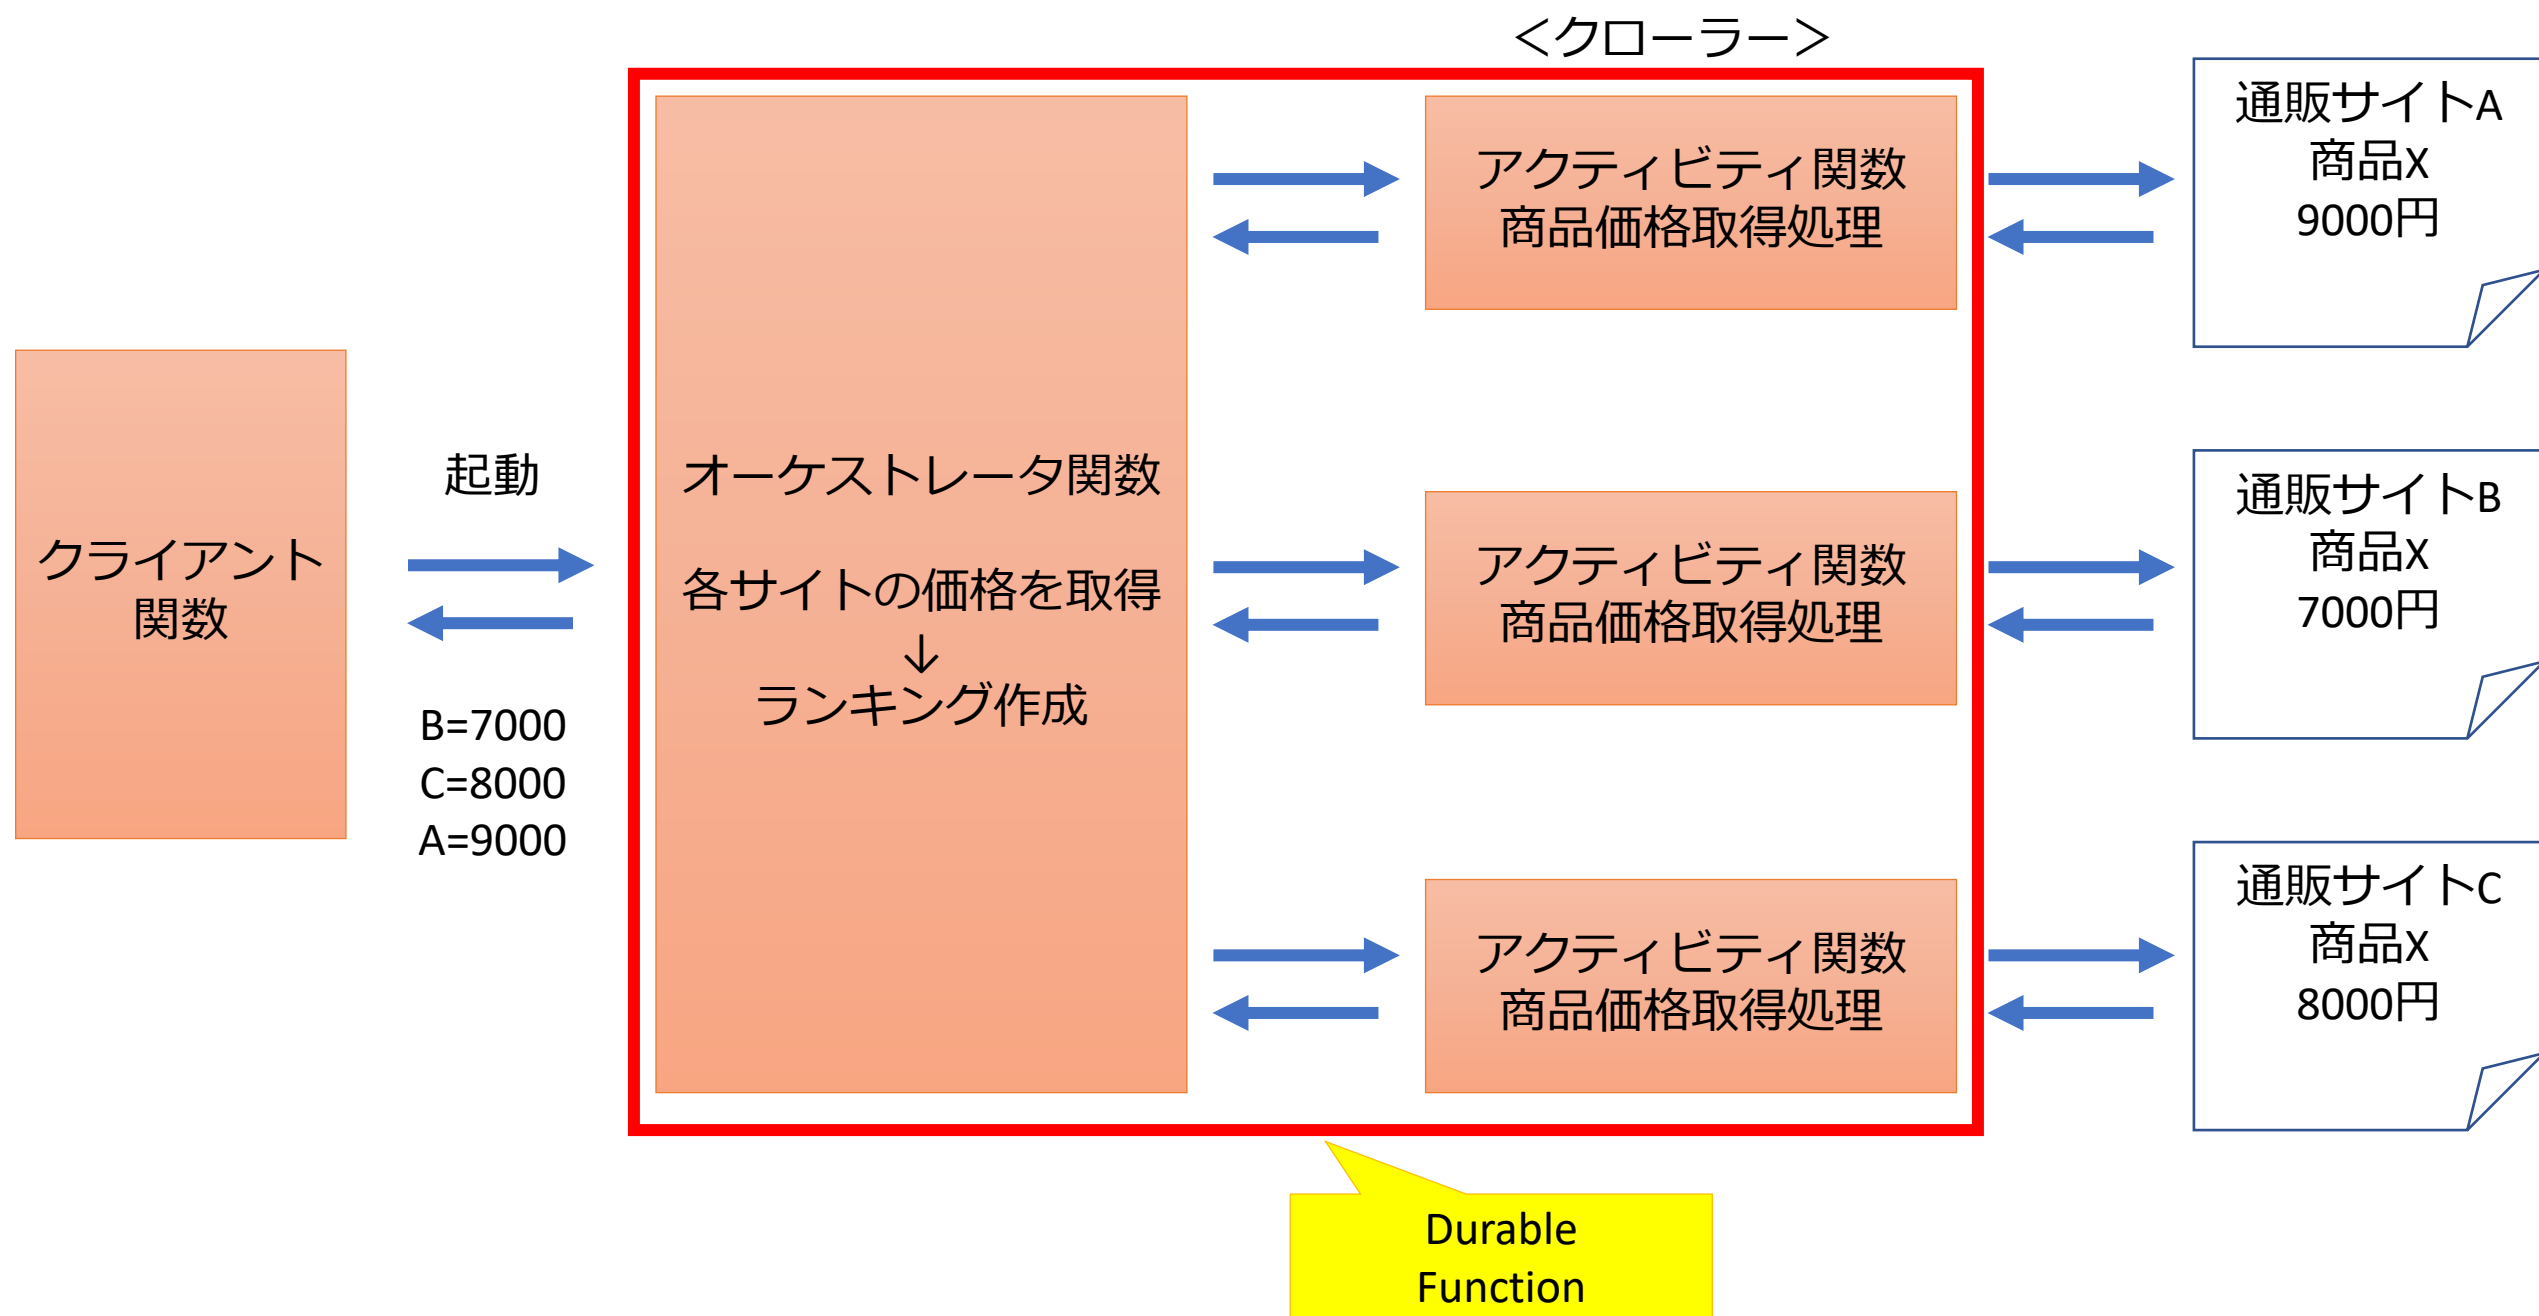 ＜クローラー＞
クライアント
関数
起動
B=7000
C=8000
A=9000
オーケストレータ関数
各サイトの価格を取得
↓
ランキング作成
アクティビティ関数
商品価格取得処理
アクティビティ関数
商品価格取得処理
アクティビティ関数
商品価格取得処理
通販サイトA
商品X
9000円
通販サイトB
商品X
7000円
通販サイトC
商品X
8000円
Durable
Function